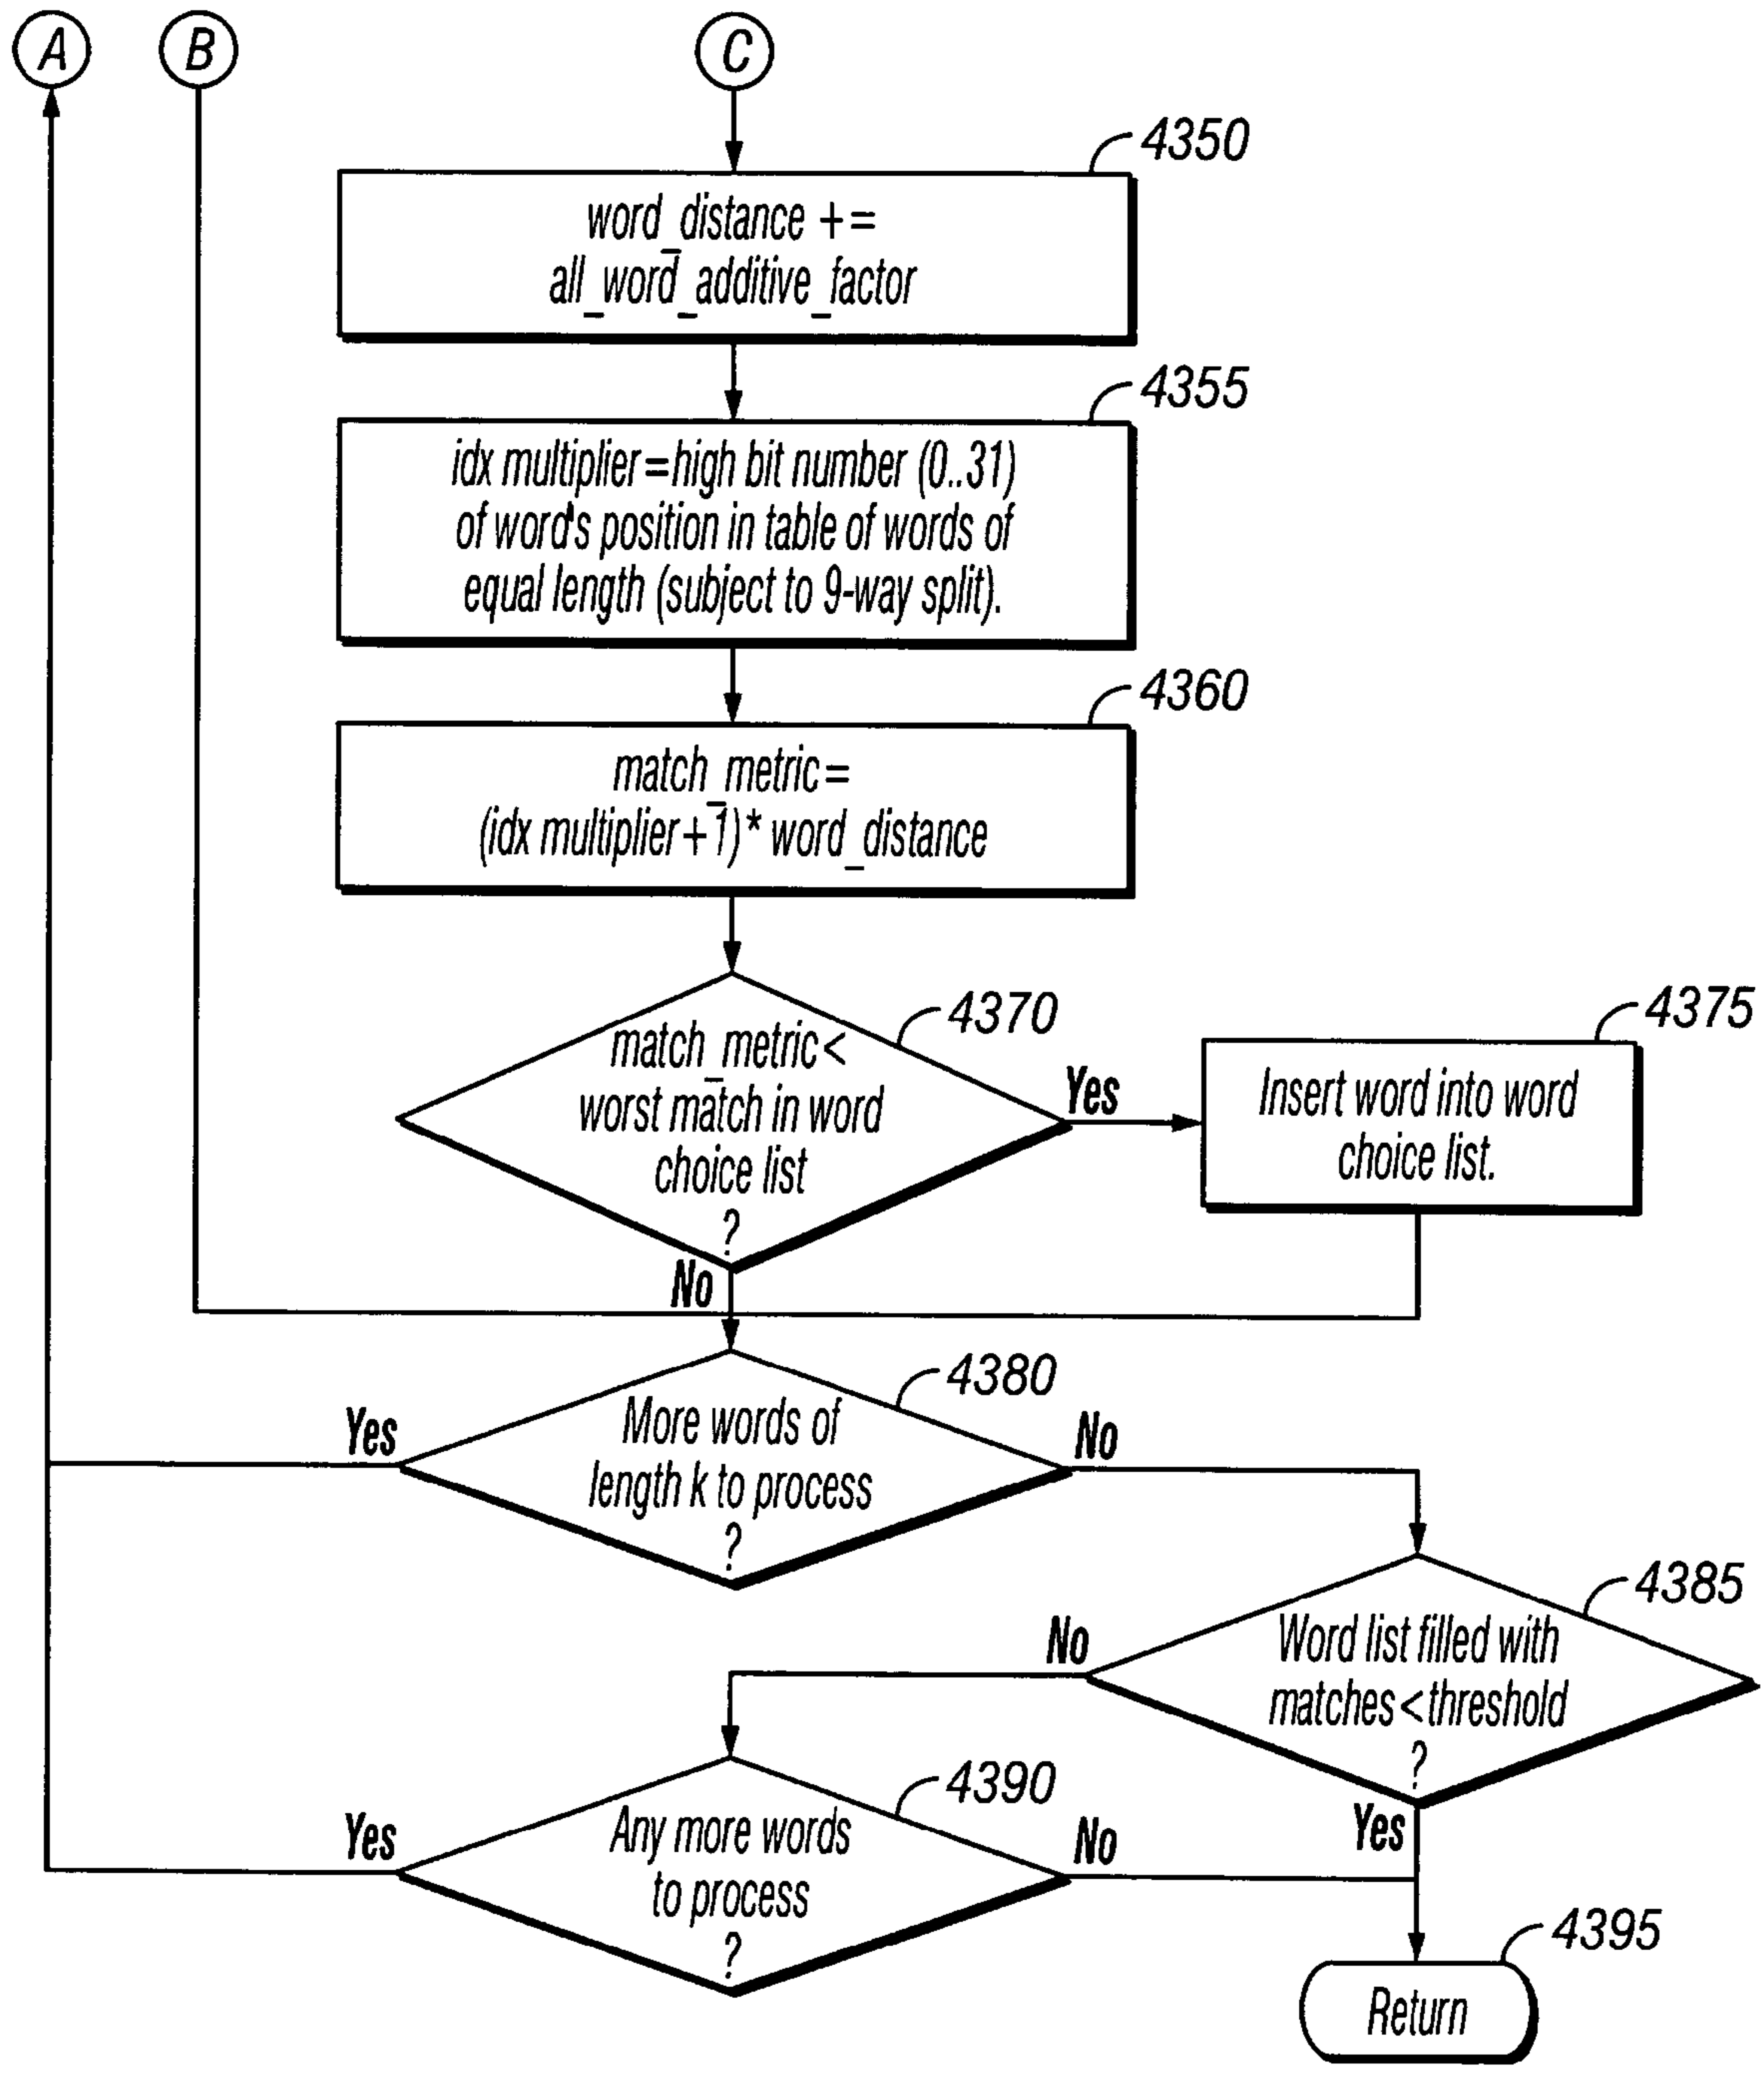 A
B
C
4350
word_distance +=
all_word_additive_factor
4355
idx multiplier=high bit number (0..31)
of word's position in table of words of
equal length (subject to 9-way split).
4360
match_metric=
(idx multiplier+1)* word_distance
4370
match_metric<
worst match in word
choice list
?
Yes
4375
Insert word into word
choice list.
No
4380
More words of
length k to process
?
Yes
No
4385
Word list filled with
matches<threshold
?
No
Yes
4390
Any more words
to process
?
Yes
No
4395
Return